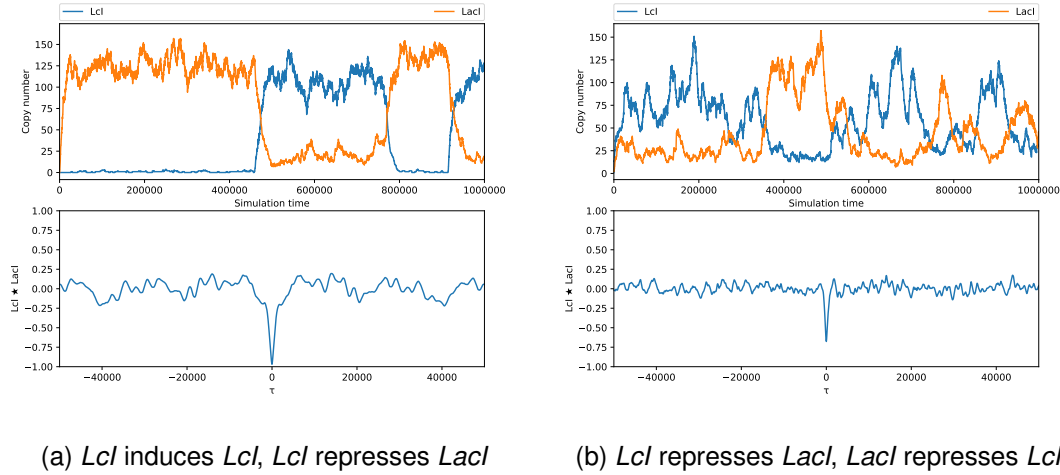 LcI LacI
150
125
100
75
50
25
0
Copy number
0 200000 400000 600000 800000 1000000
Simulation time
1.00
0.75
0.50
0.25
0.00
−0.25
−0.50
−0.75
−1.00
LcI ★ LacI
−40000 −20000 0 20000 40000
τ
(a) LcI induces LcI, LcI represses LacI
LcI LacI
150
125
100
75
50
25
0
Copy number
0 200000 400000 600000 800000 1000000
Simulation time
1.00
0.75
0.50
0.25
0.00
−0.25
−0.50
−0.75
−1.00
LcI ★ LacI
−40000 −20000 0 20000 40000
τ
(b) LcI represses LacI, LacI represses LcI